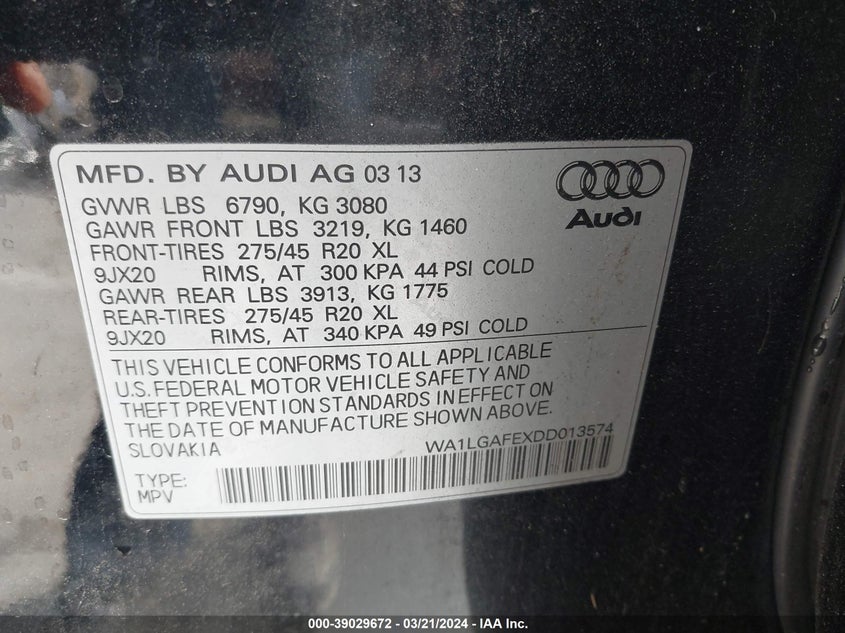 MFD. BY AUDI AG 03 13
Audi
GVWR LBS 6790, KG 3080
GAWR FRONT LBS 3219, KG 1460
FRONT-TIRES 275/45 R20 XL
9JX20 RIMS, AT 300 KPA 44 PSI COLD
GAWR REAR LBS 3913, KG 1775
REAR-TIRES 275/45 R20 XL
9JX20 RIMS, AT 340 KPA 49 PSI COLD
THIS VEHICLE CONFORMS TO ALL APPLICABLE
U.S. FEDERAL MOTOR VEHICLE SAFETY AND
THEFT PREVENTION STANDARDS IN EFFECT ON
THE DATE OF MANUFACTURE SHOWN ABOVE.
SLOVAKIA WA1LGAFEXDD013574
TYPE:
MPV
000-39029672 - 03/21/2024 - IAA Inc.